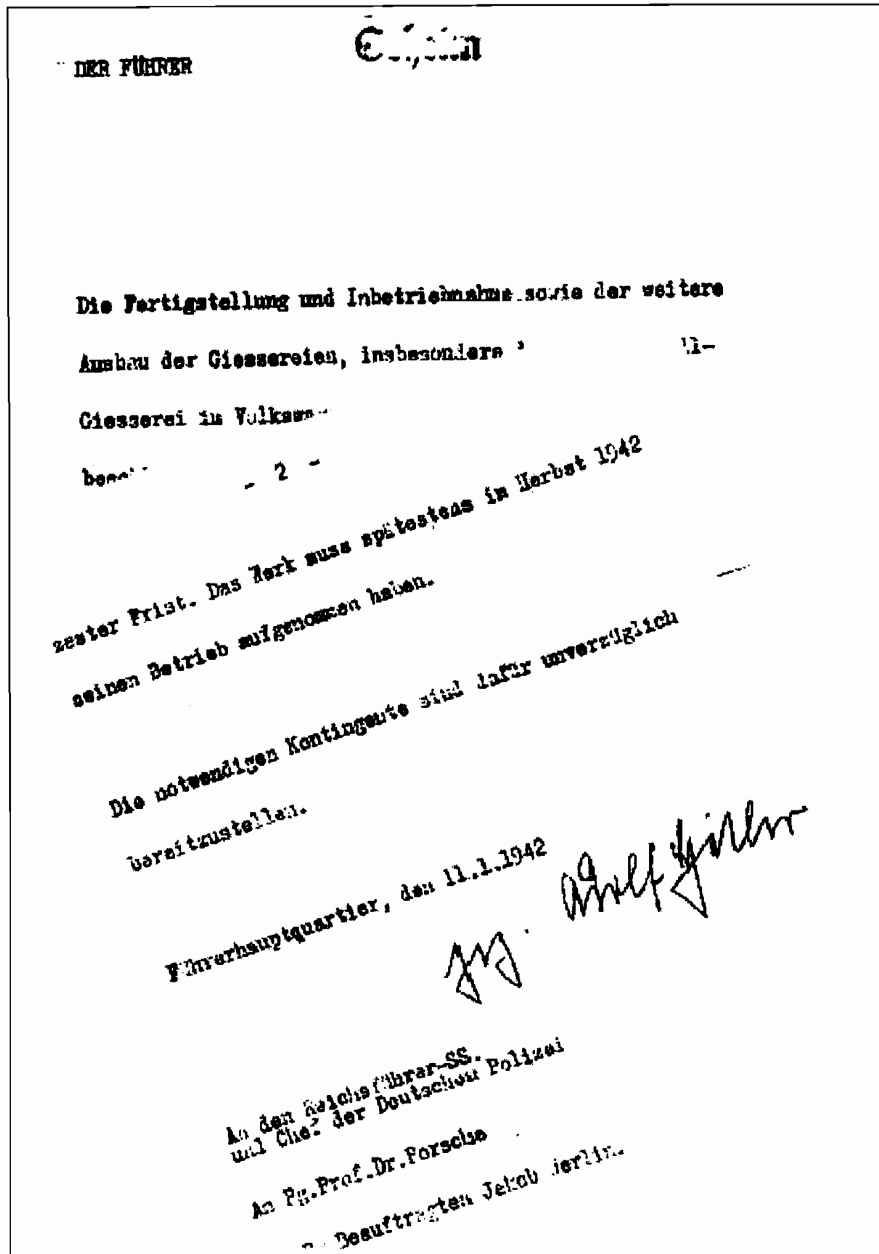 DER FÜHRER
Die Fertigstellung und Inbetriebnahme sowie der weitere
Ausbau der Giessereien, insbesondere
Giesserei im
- 2 -
zester Frist. Das Werk muss spätestens im Herbst 1942
seinen Betrieb aufgenommen haben.
Die notwendigen Kontingente sind dafür unverzüglich
bereitzustellen.
Führerhauptquartier, den 11.1.1942
gez. Adolf Hitler
An den Reichsführer-SS.
und Chef der Deutschen Polizei
An Pg.Prof.Dr.Porsche
Beauftragten Jakob Werlin.